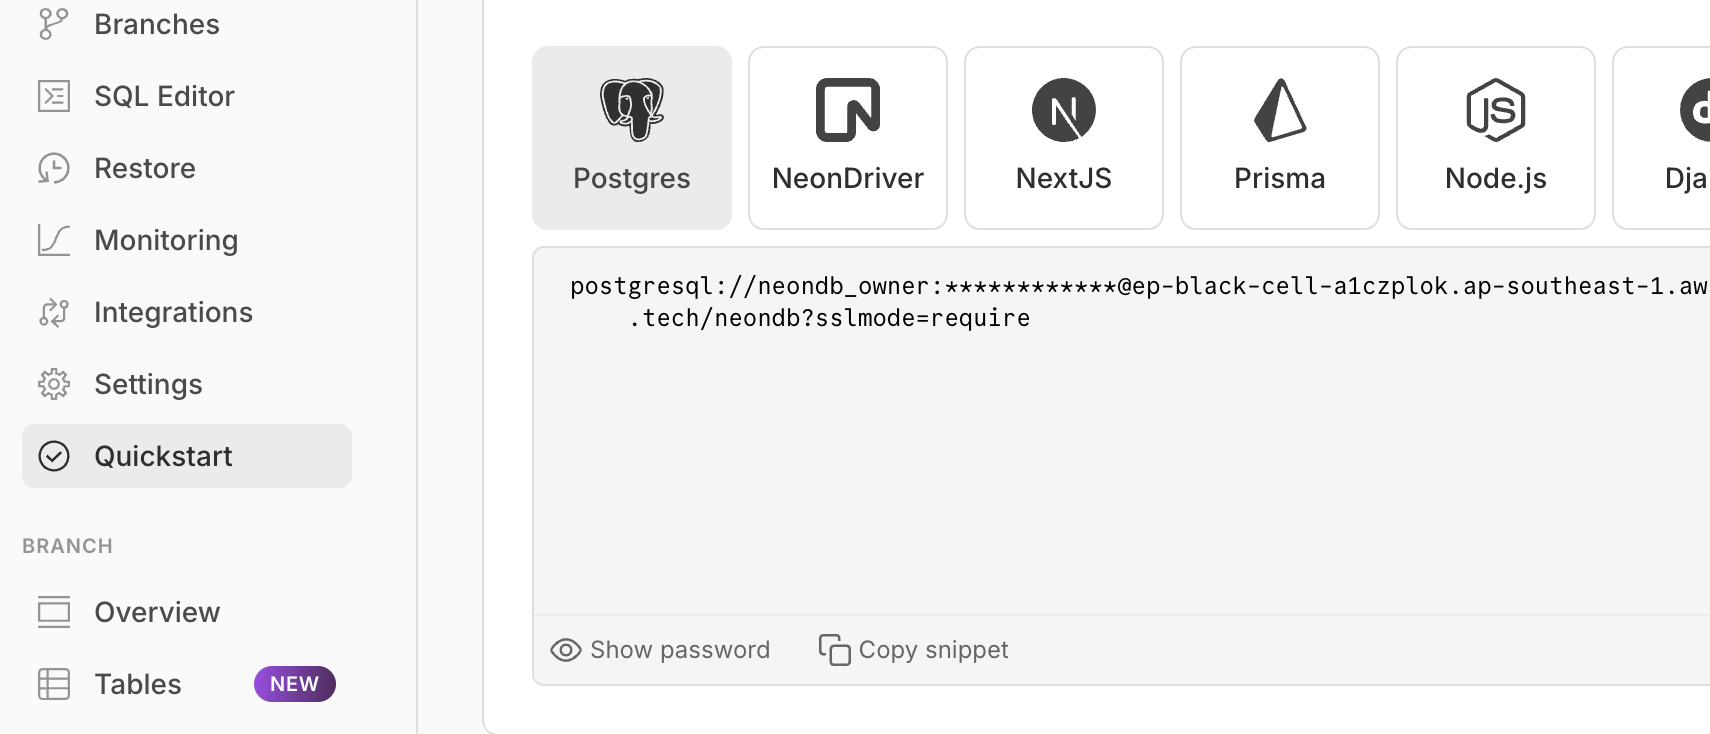 Branches
SQL Editor
Restore
Monitoring
Integrations
Settings
Quickstart
BRANCH
Overview
Tables NEW
Postgres
NeonDriver
NextJS
Prisma
Node.js
Dja
postgresql://neondb_owner:************@ep-black-cell-a1czplok.ap-southeast-1.aw
.tech/neondb?sslmode=require
Show password Copy snippet